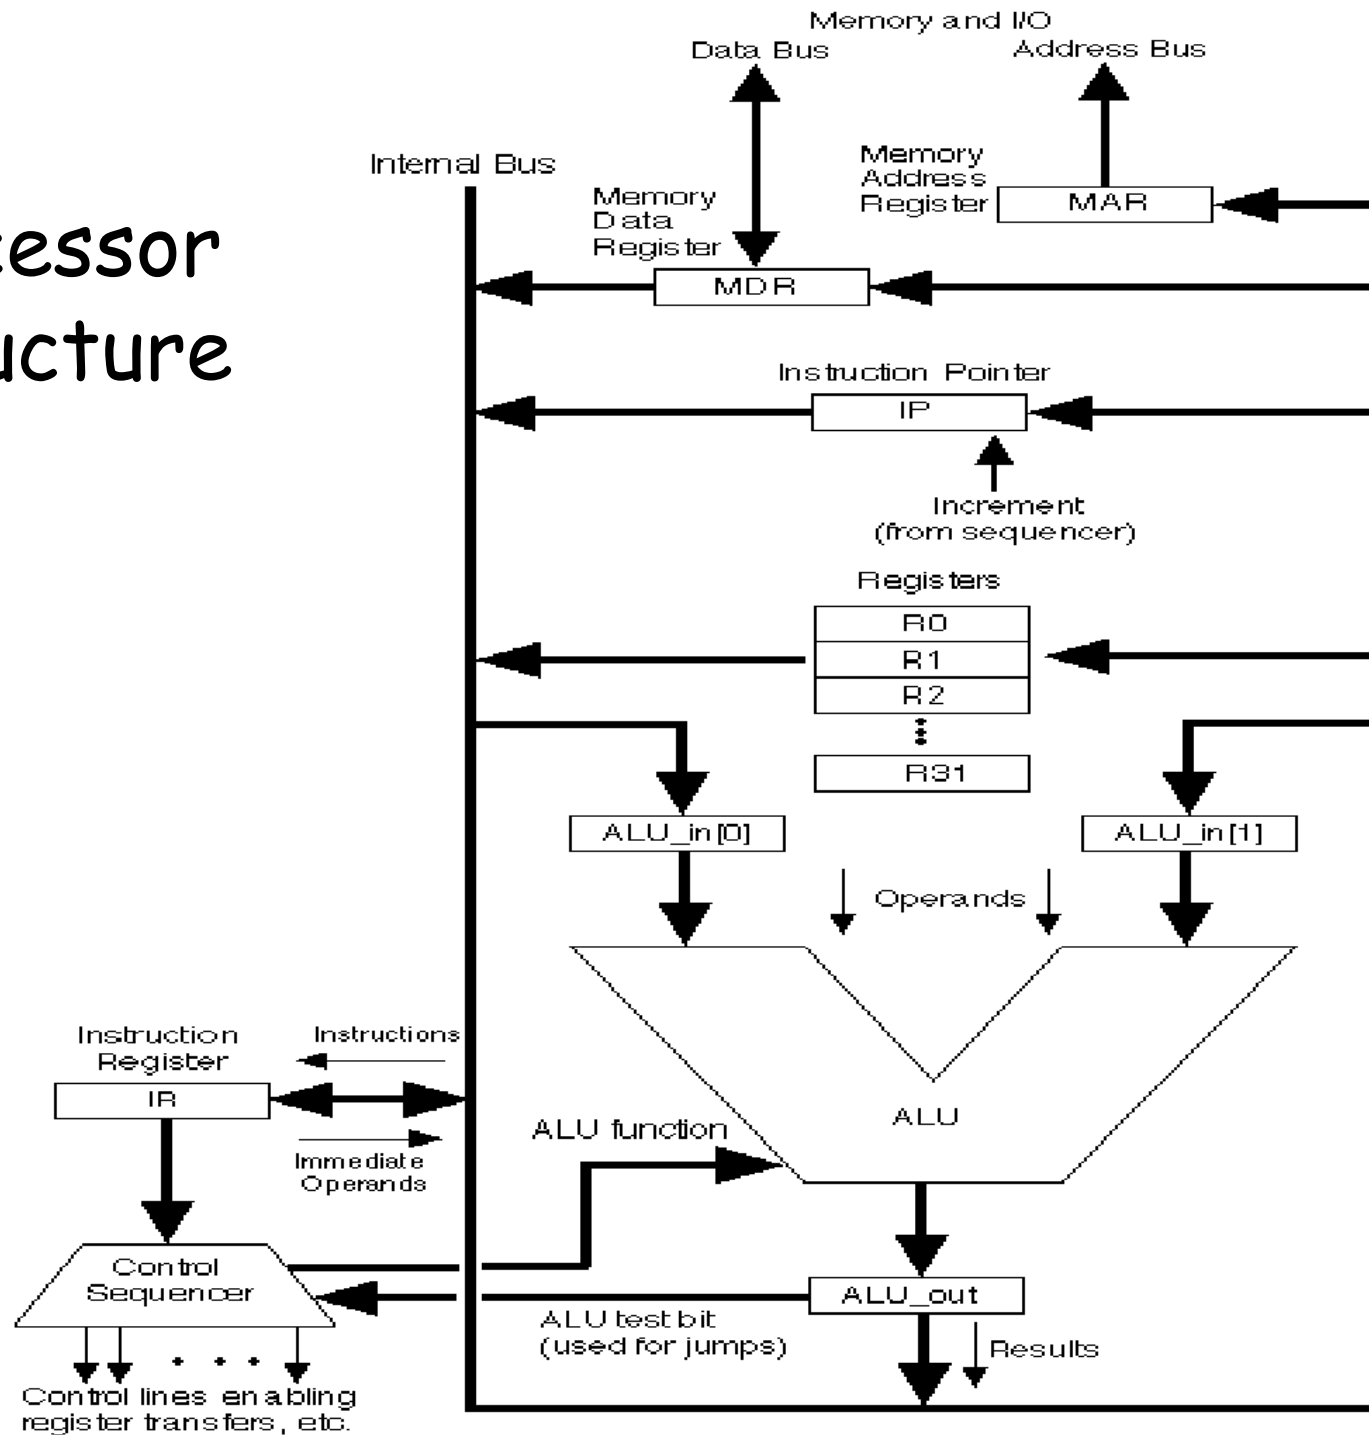 cessor
ucture
Memory and I/O
Data Bus
Address Bus
Internal Bus
Memory
Data
Register
MDR
Memory
Address
Register
MAR
Instruction Pointer
IP
Increment
(from sequencer)
Registers
R0
R1
R2
R31
ALU_in[0]
ALU_in[1]
Operands
ALU
Instruction
Register
Instructions
IR
Immediate
Operands
ALU function
Control
Sequencer
ALU_out
ALU test bit
(used for jumps)
Results
Control lines enabling
register transfers, etc.